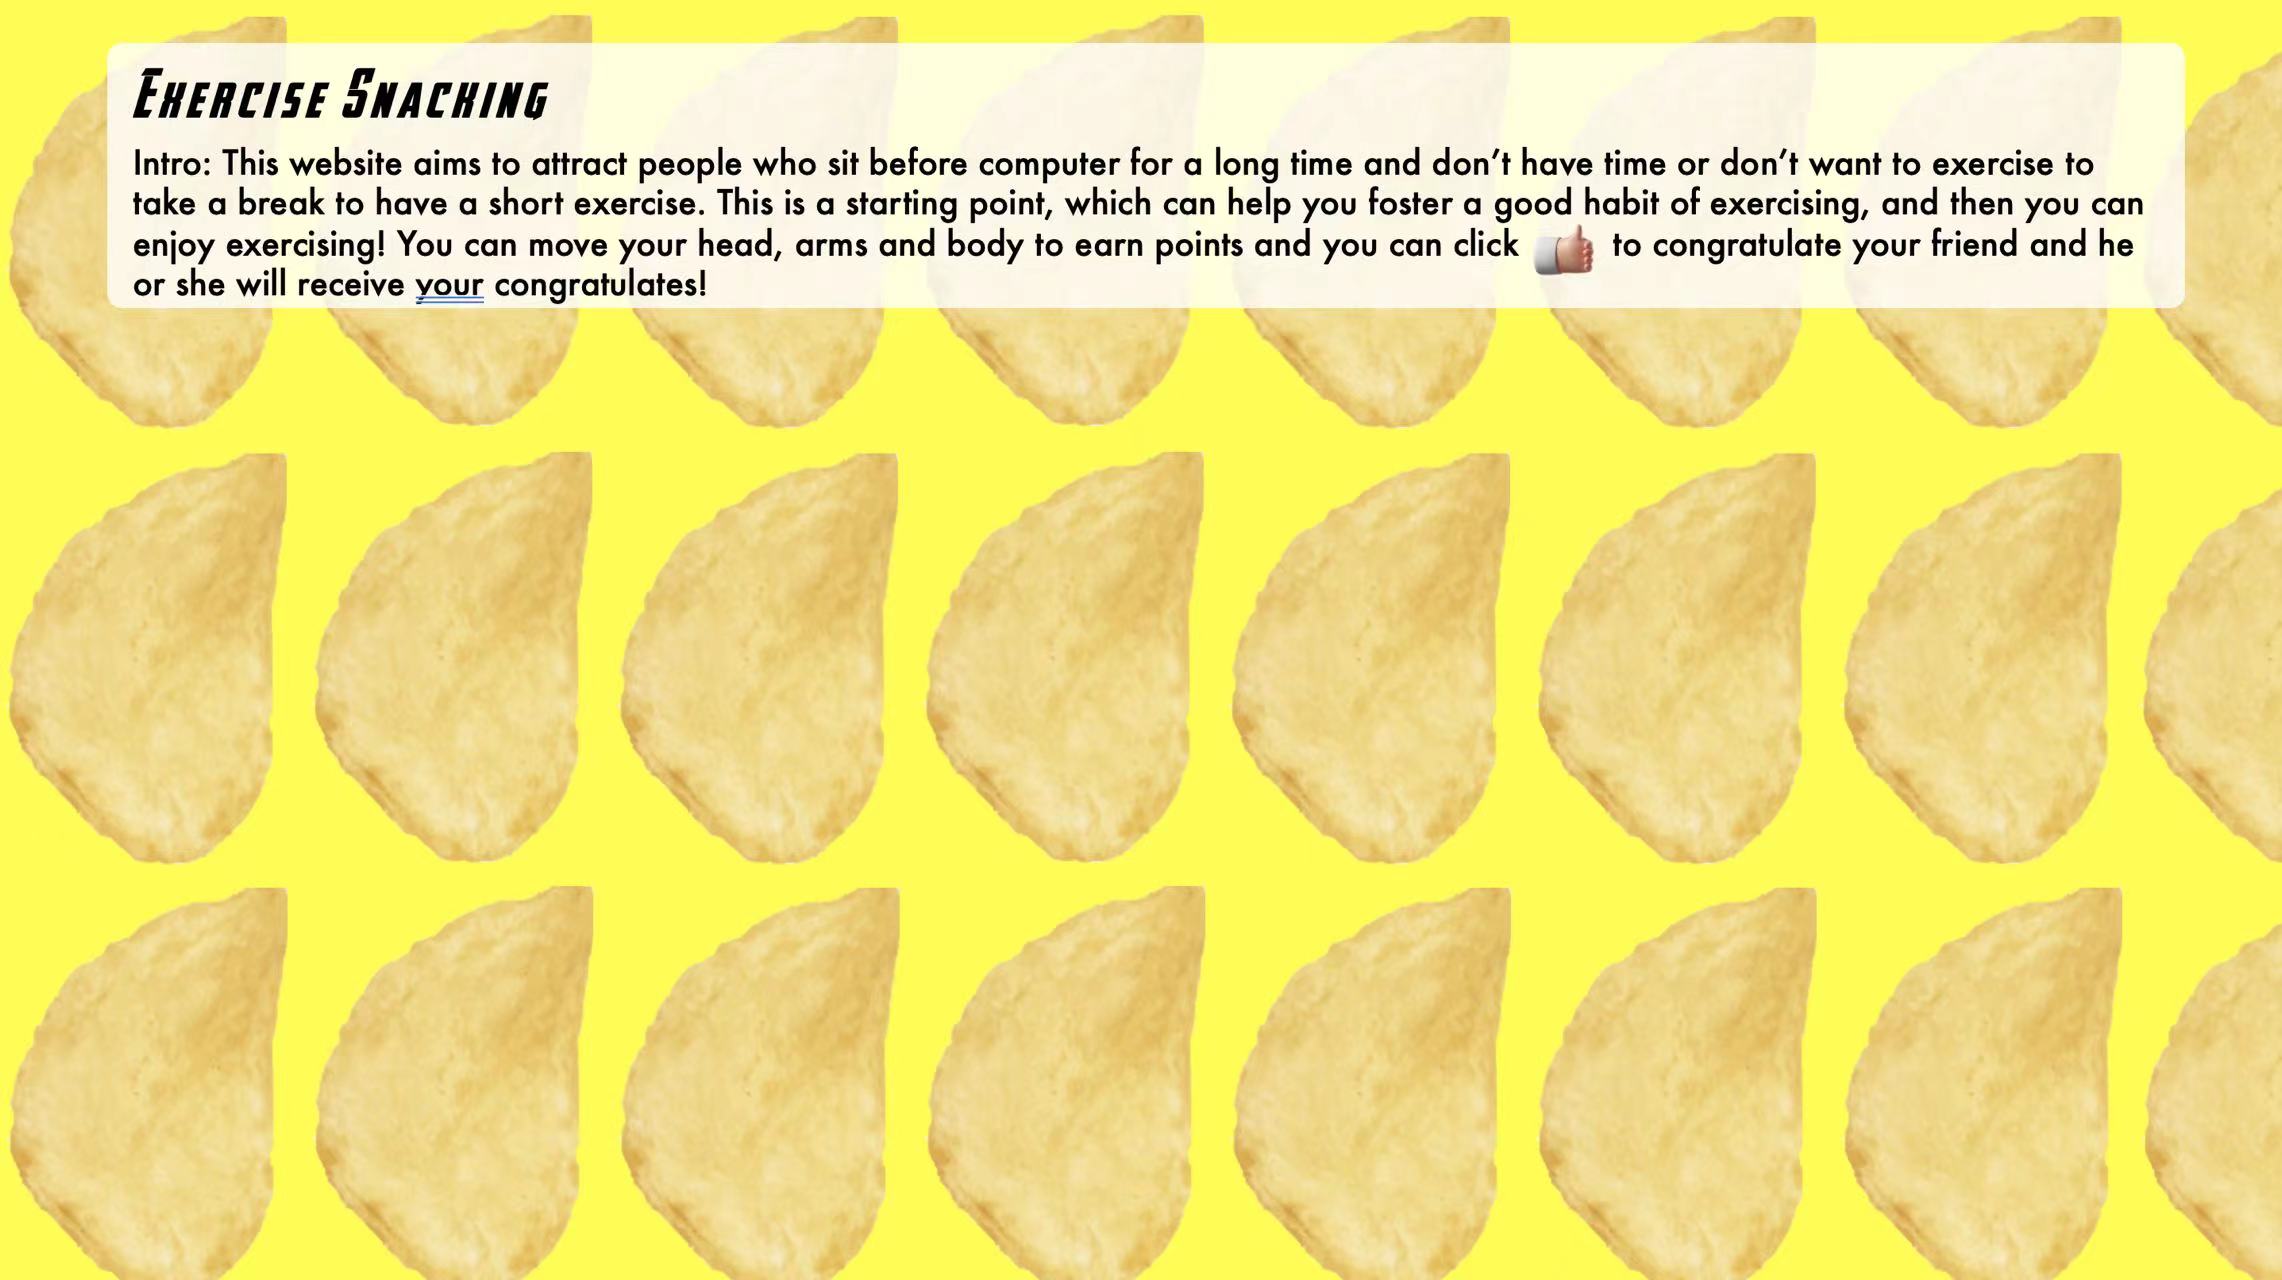 Exercise Snacking
Intro: This website aims to attract people who sit before computer for a long time and don’t have time or don’t want to exercise to
take a break to have a short exercise. This is a starting point, which can help you foster a good habit of exercising, and then you can
enjoy exercising! You can move your head, arms and body to earn points and you can click 👍 to congratulate your friend and he
or she will receive your congratulates!